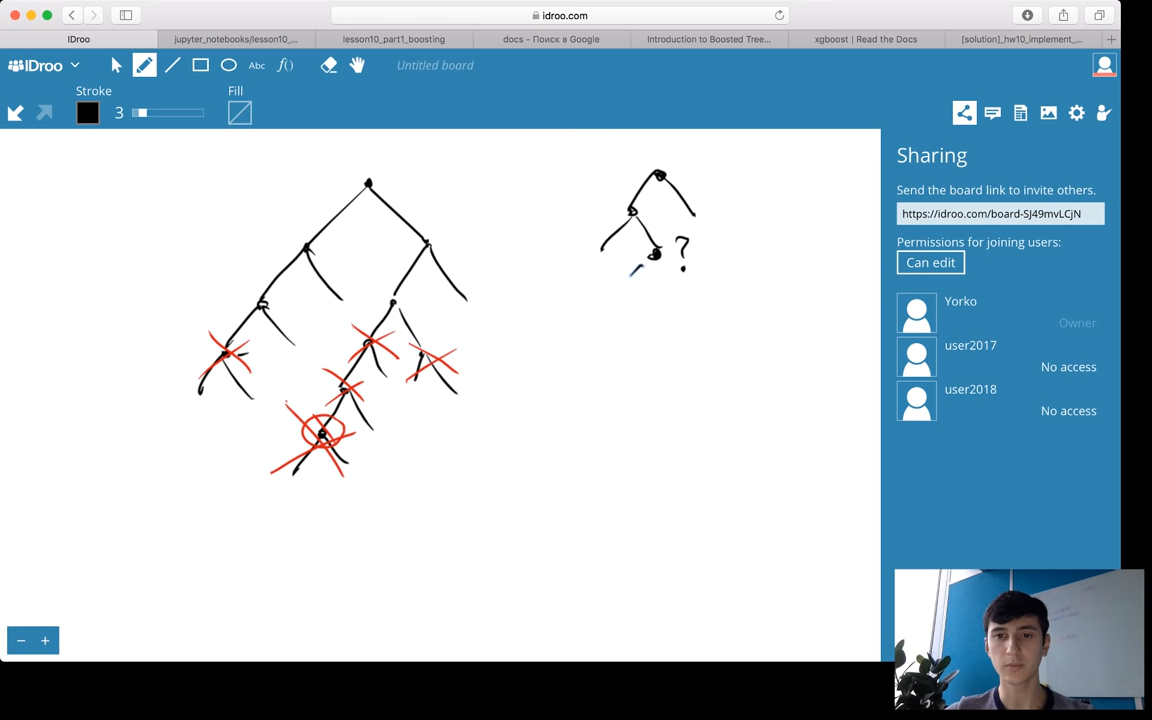 idroo.com
IDroo
jupyter_notebooks/lesson10_...
lesson10_part1_boosting
docs - Поиск в Google
Introduction to Boosted Tree...
xgboost | Read the Docs
[solution]_hw10_implement_...
IDroo
Abc
f()
Untitled board
Stroke
3
Fill
Sharing
Send the board link to invite others.
https://idroo.com/board-SJ49mvLCjN
Permissions for joining users:
Can edit
Yorko
Owner
user2017
No access
user2018
No access
?